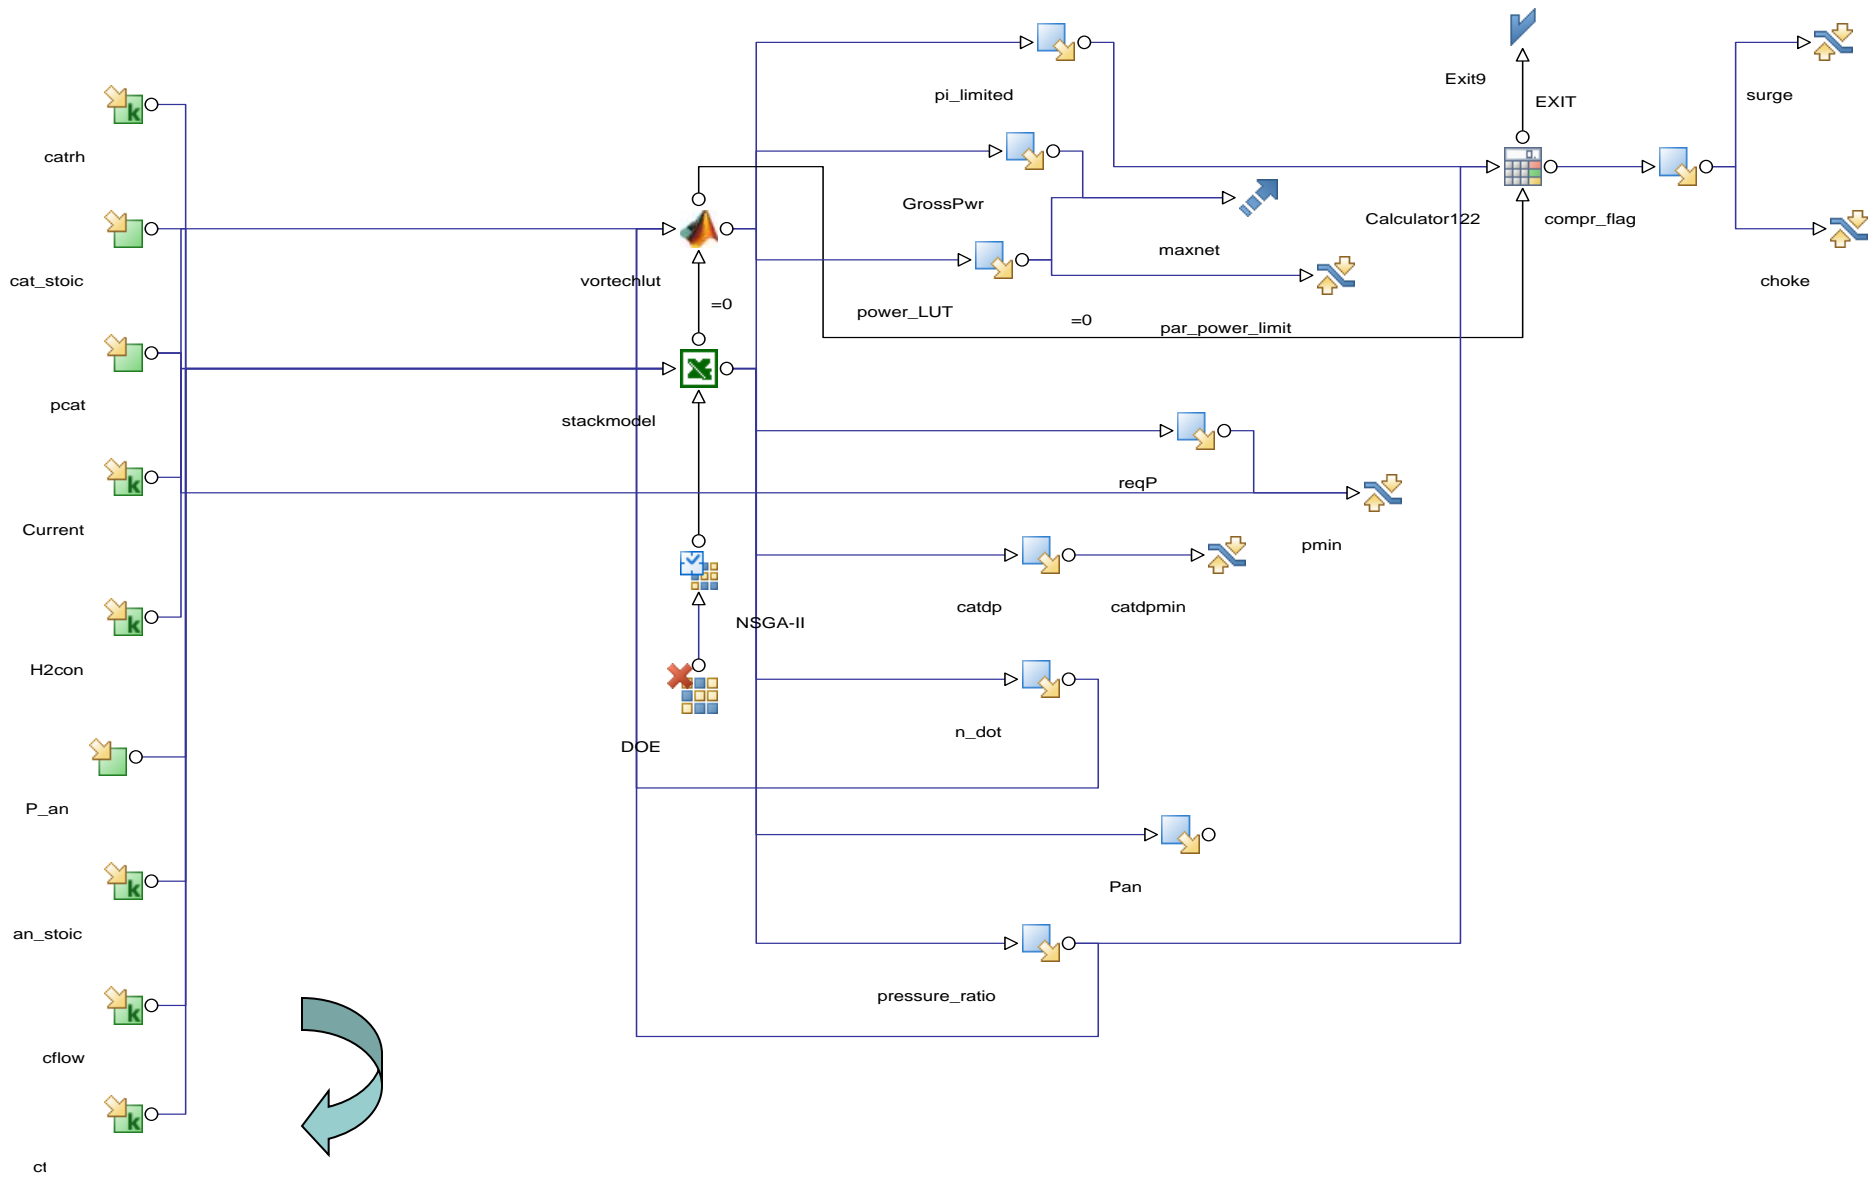 Exit9
EXIT
surge
pi_limited
catrh
GrossPwr
Calculator122
compr_flag
maxnet
cat_stoic
vortechlut
choke
=0
power_LUT
=0
par_power_limit
pcat
stackmodel
reqP
Current
pmin
catdp
catdpmin
NSGA-II
H2con
n_dot
DOE
P_an
Pan
an_stoic
pressure_ratio
cflow